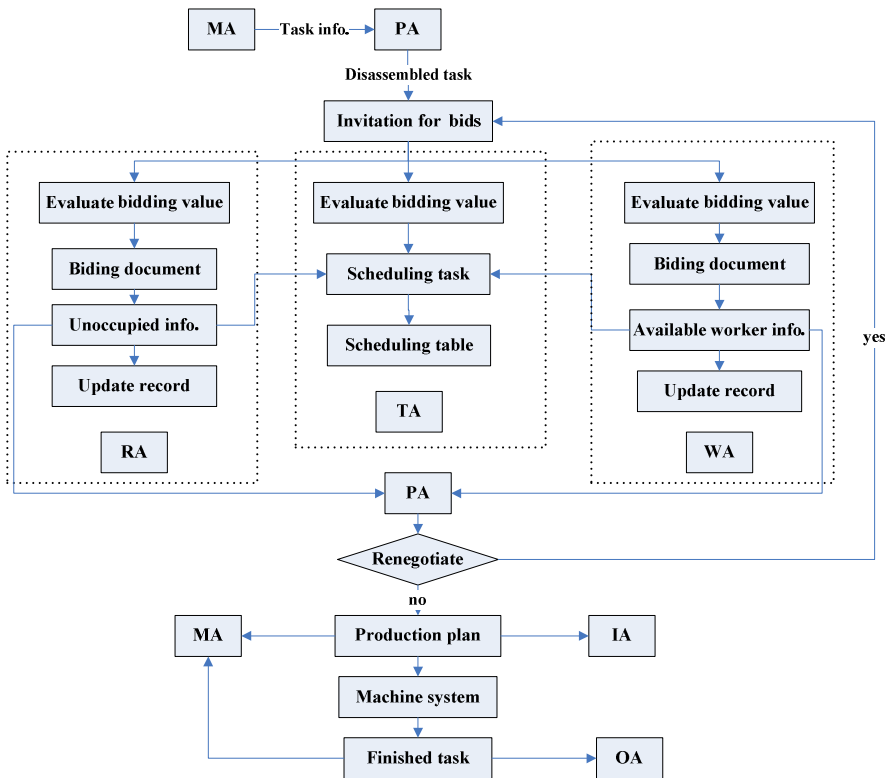 MA
Task info.
PA
Disassembled task
Invitation for bids
Evaluate bidding value
Evaluate bidding value
Evaluate bidding value
Biding document
Scheduling task
Biding document
Unoccupied info.
Scheduling table
Available worker info.
yes
Update record
Update record
TA
RA
WA
PA
Renegotiate
no
MA
Production plan
IA
Machine system
Finished task
OA